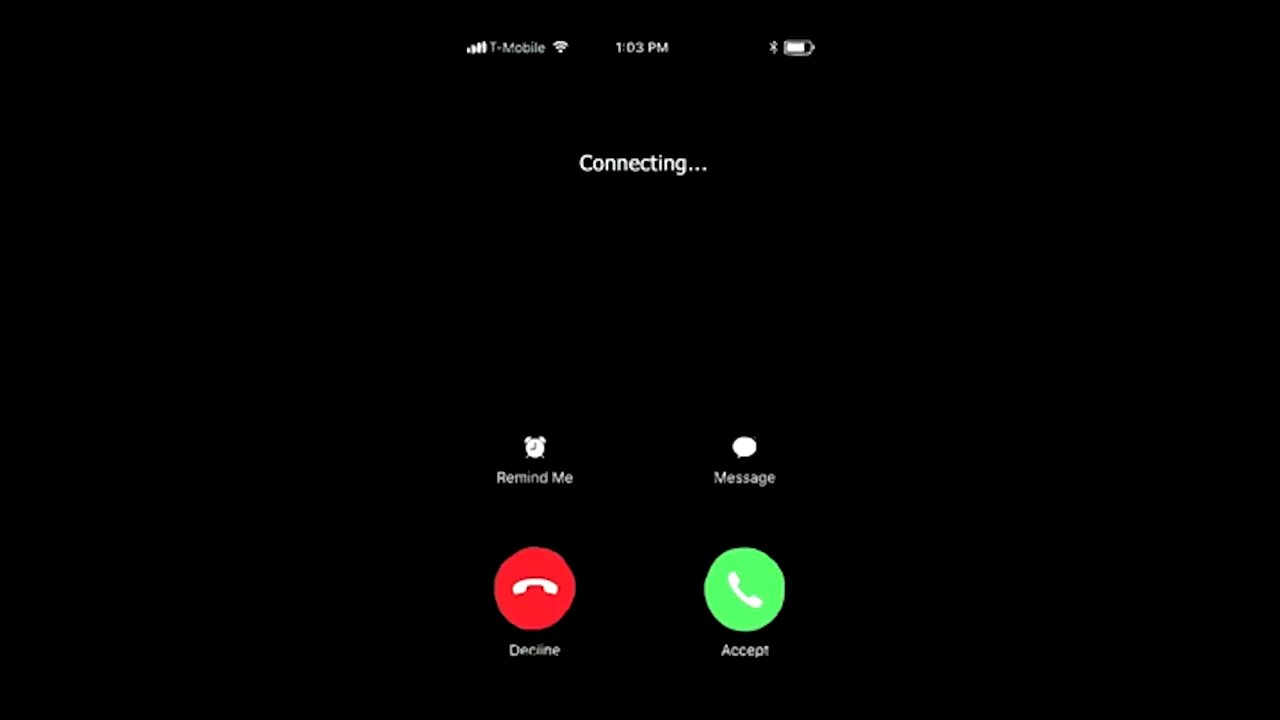 T-Mobile 1:03 PM
Connecting...
Remind Me Message
Decline Accept